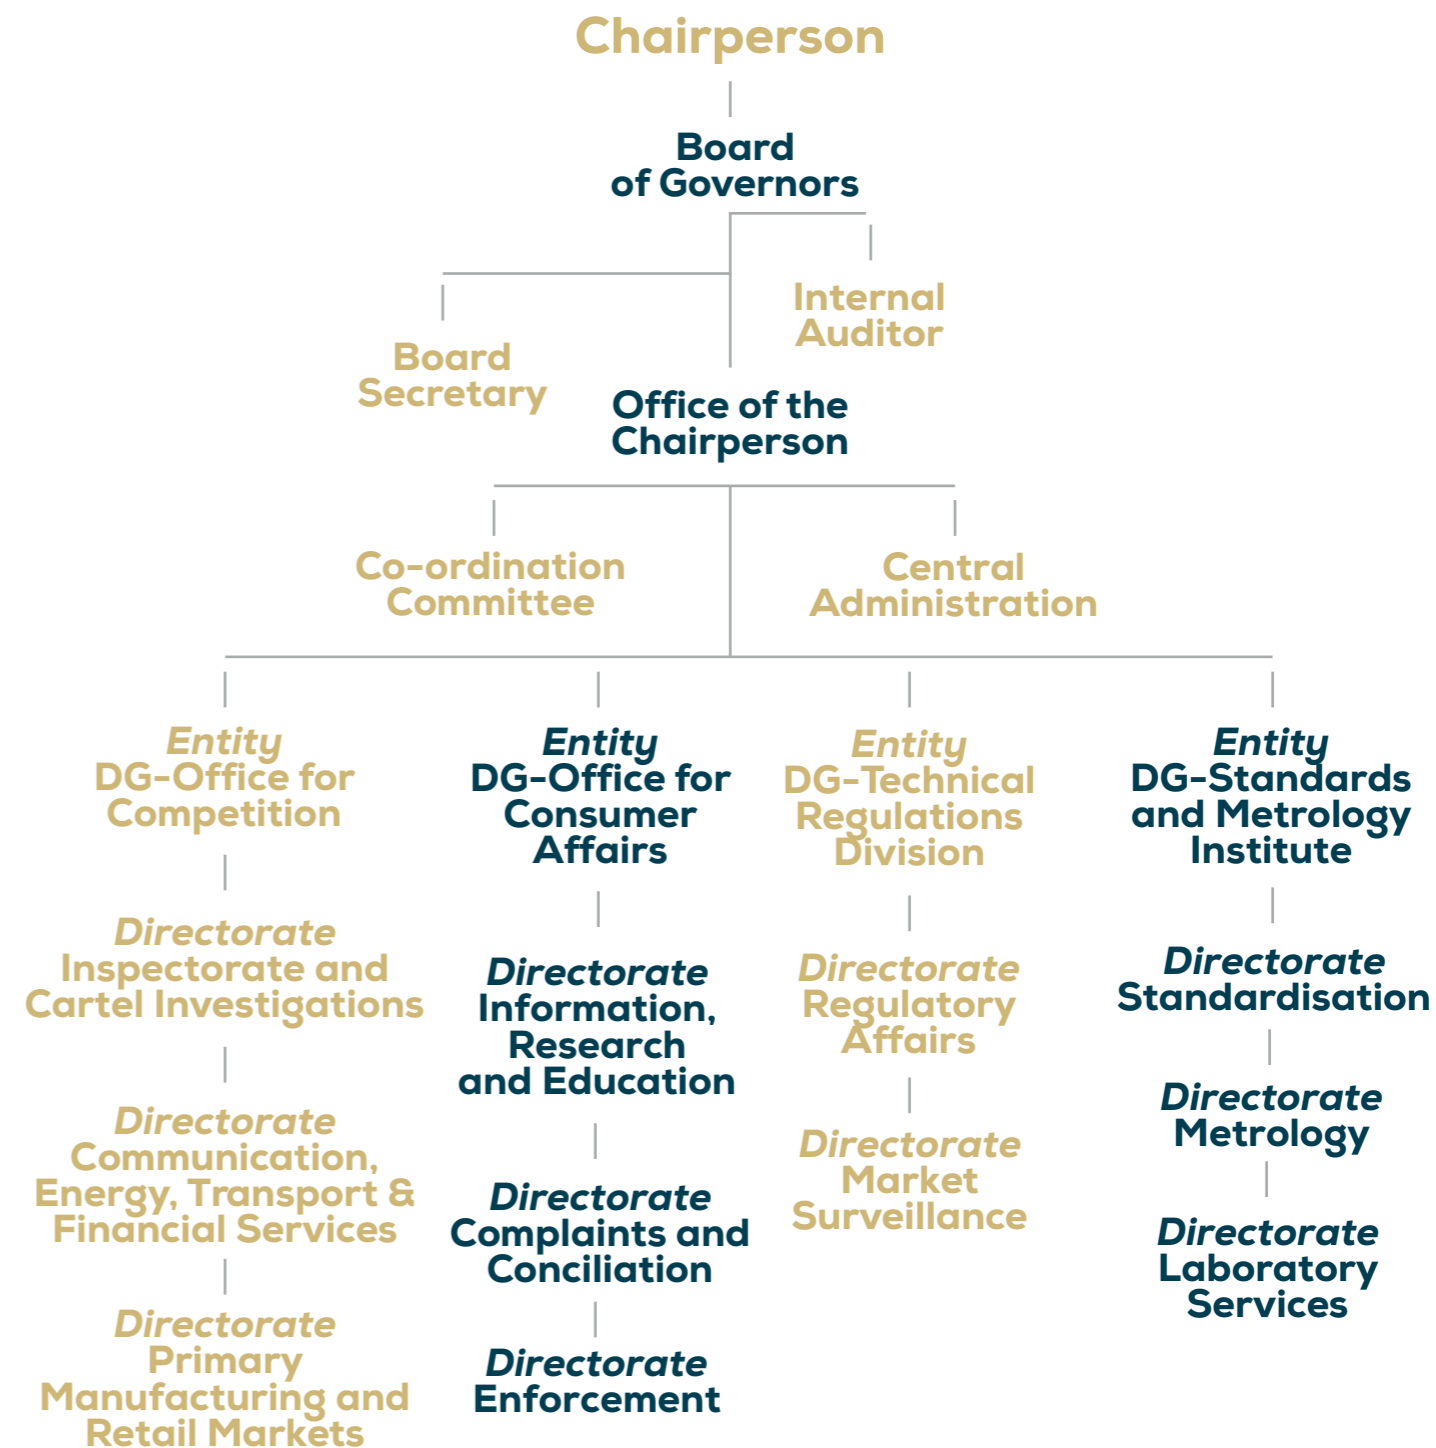 Chairperson
Board
of Governors
Internal
Auditor
Board
Secretary
Office of the
Chairperson
Co-ordination
Committee
Central
Administration
Entity
DG-Office for
Competition
Directorate
Inspectorate and
Cartel Investigations
Directorate
Communication,
Energy, Transport &
Financial Services
Directorate
Primary
Manufacturing and
Retail Markets
Entity
DG-Office for
Consumer
Affairs
Directorate
Information,
Research
and Education
Directorate
Complaints and
Conciliation
Directorate
Enforcement
Entity
DG-Technical
Regulations
Division
Directorate
Regulatory
Affairs
Directorate
Market
Surveillance
Entity
DG-Standards
and Metrology
Institute
Directorate
Standardisation
Directorate
Metrology
Directorate
Laboratory
Services